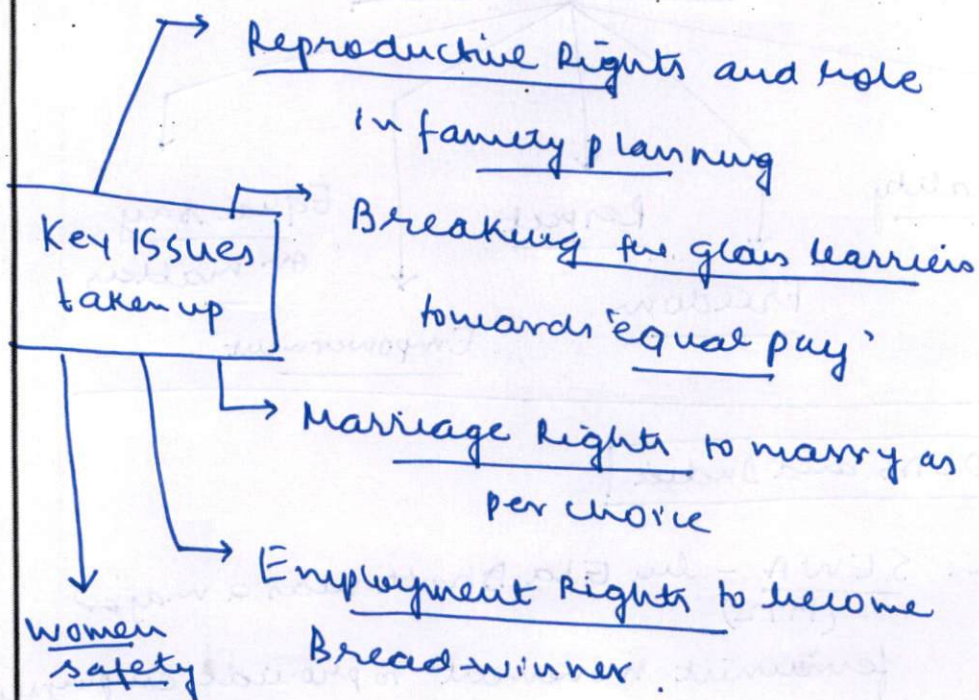 Reproductive Rights and role
in family planning
Key Issues
taken up
Breaking the glass barriers
towards 'equal pay'
Marriage Rights to marry as
per choice
Employment Rights to become
Bread-winner.
Women
safety